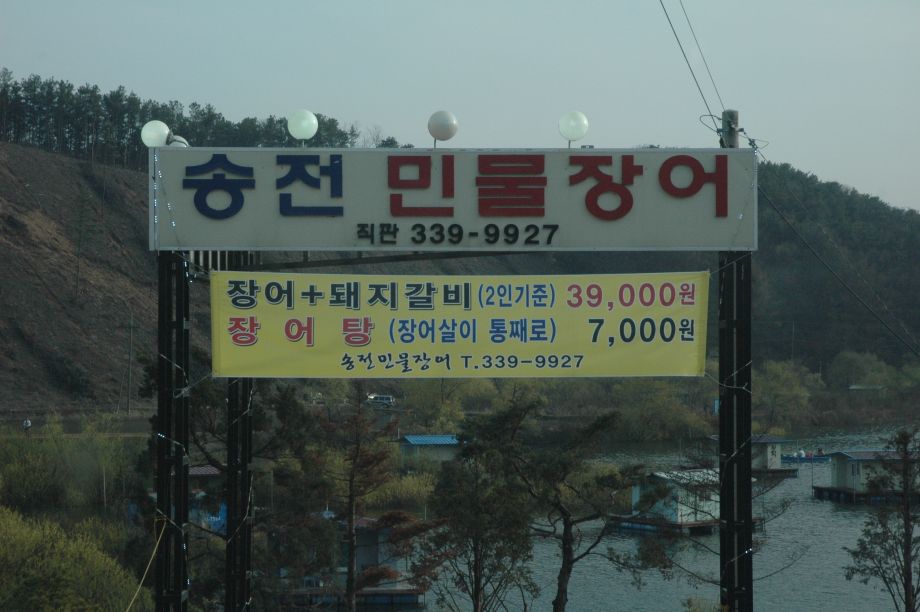 송전 민물장어
직판 339-9927
장어+돼지갈비(2인기준) 39,000원
장어탕 (장어살이 통째로) 7,000원
송전민물장어 T.339-9927